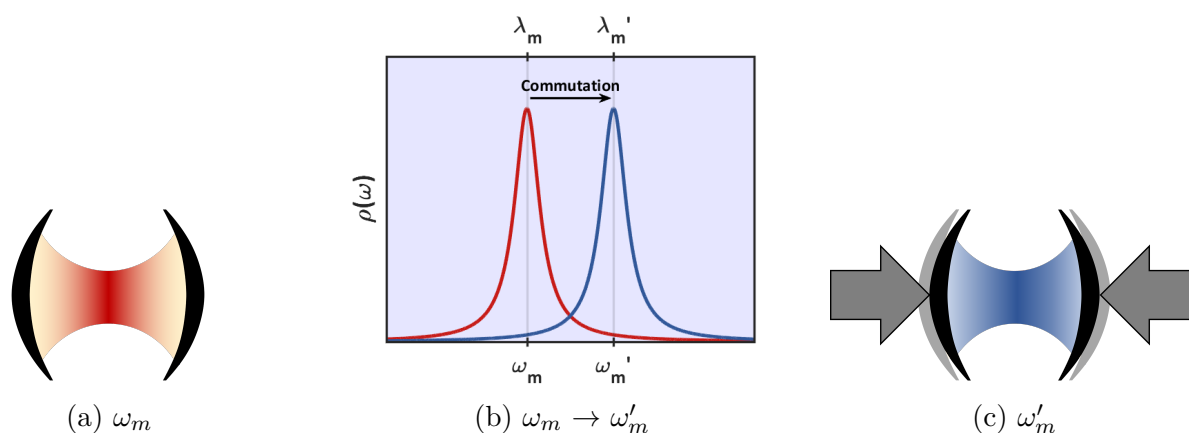 λₘ λₘ'
Commutation
ρ(ω)
ωₘ ωₘ'
(a) ωₘ
(b) ωₘ → ω′ₘ
(c) ω′ₘ